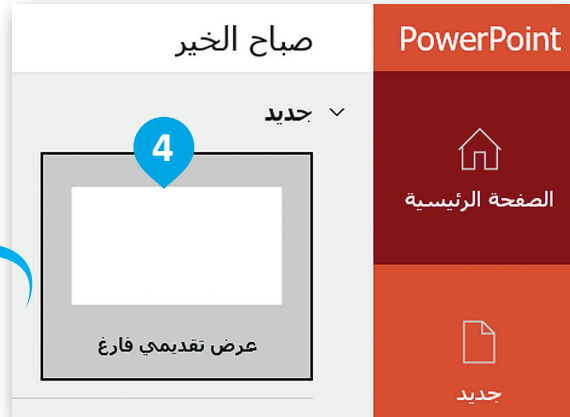 PowerPoint
الصفحة الرئيسية
جديد
صباح الخير
جديد
4
عرض تقديمي فارغ